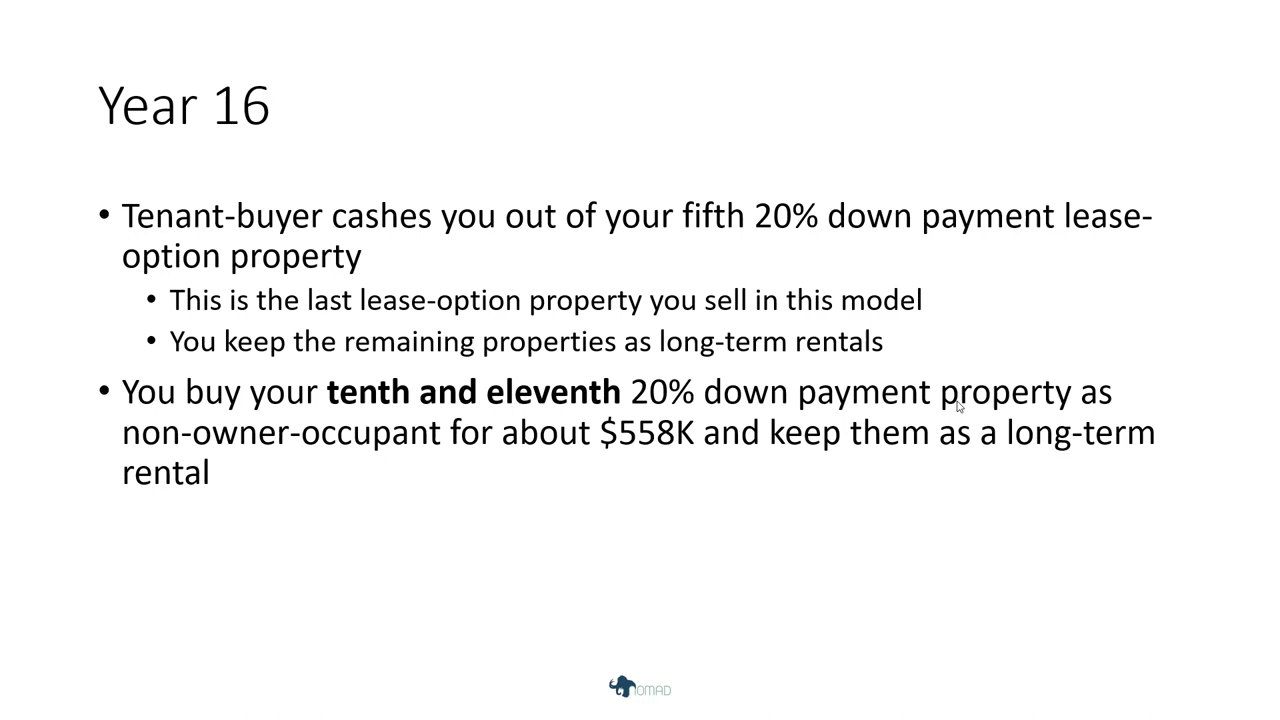 Year 16
• Tenant-buyer cashes you out of your fifth 20% down payment lease-
option property
• This is the last lease-option property you sell in this model
• You keep the remaining properties as long-term rentals
• You buy your tenth and eleventh 20% down payment property as
non-owner-occupant for about $558K and keep them as a long-term
rental
NOMAD